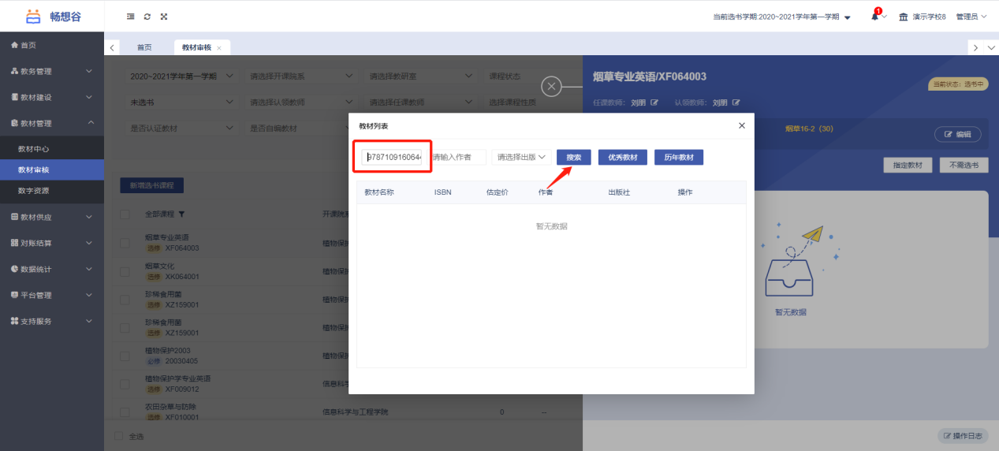 畅想谷
当前选书学期:2020~2021学年第一学期
1
演示学校8
管理员
首页
教务管理
教材建设
教材管理
教材中心
教材审核
数字资源
教材供应
对账结算
数据统计
平台管理
支持服务
首页
教材审核
2020~2021学年第一学期
请选择开课院系
请选择教研室
课程状态
未选书
请选择认领教师
请选择任课教师
选择课程性质
是否认证教材
是否自编教材
新增选书课程
全部课程
开课院系
烟草专业英语
选修 XF064003
植物保护
烟草文化
选修 XK064001
植物保护
珍稀食用菌
选修 XZ159001
植物保护
珍稀食用菌
选修 XZ159001
植物保护
植物保护2003
必修 20030405
植物保护
植物保护学专业英语
选修 XF009012
信息科学
农田杂草与防除
选修 XF010001
信息科学与工程学院
0
--
全选
教材列表
9787109160644
请输入作者
请选择出版
搜索
优秀教材
历年教材
教材名称
ISBN
估定价
作者
出版社
操作
暂无数据
烟草专业英语/XF064003
当前状态：选书中
任课教师: 刘朋
认领教师: 刘朋
烟草16-2（30）
编辑
指定教材
不需选书
暂无数据
操作日志